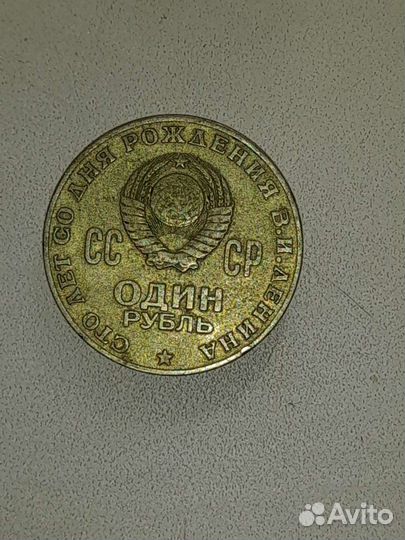 СТО ЛЕТ СО ДНЯ РОЖДЕНИЯ В.И.ЛЕНИНА
СС СР
ОДИН
РУБЛЬ
Avito